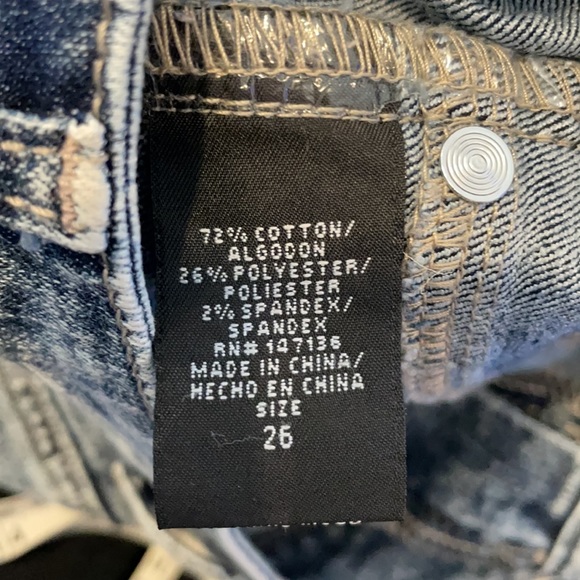 72% COTTON/
ALGODON
26% POLYESTER/
POLIESTER
2% SPANDEX/
SPANDEX
RN# 147136
MADE IN CHINA/
HECHO EN CHINA
SIZE
26